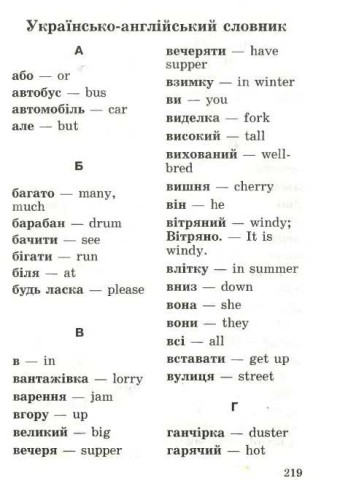 Українсько-англійський словник
А
або — or
автобус — bus
автомобіль — car
але — but
Б
багато — many,
much
барабан — drum
бачити — see
бігати — run
біля — at
будь ласка — please
В
в — in
вантажівка — lorry
варення — jam
вгору — up
великий — big
вечеря — supper
вечеряти — have
supper
взимку — in winter
ви — you
виделка — fork
високий — tall
вихований — well-
bred
вишня — cherry
він — he
вітряний — windy;
Вітряно. — It is
windy.
влітку — in summer
вниз — down
вона — she
вони — they
всі — all
вставати — get up
вулиця — street
Г
ганчірка — duster
гарячий — hot
219